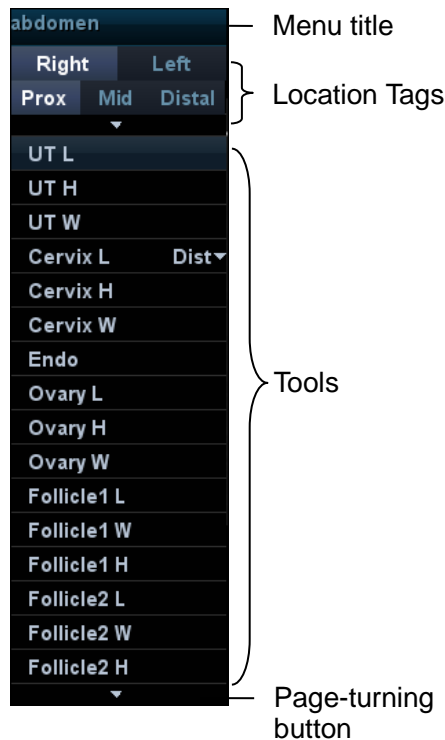 abdomen
Menu title
Right Left
Prox Mid Distal
Location Tags
UT L
UT H
UT W
Cervix L Dist
Cervix H
Cervix W
Endo
Tools
Ovary L
Ovary H
Ovary W
Follicle1 L
Follicle1 W
Follicle1 H
Follicle2 L
Follicle2 W
Follicle2 H
Page-turning
button